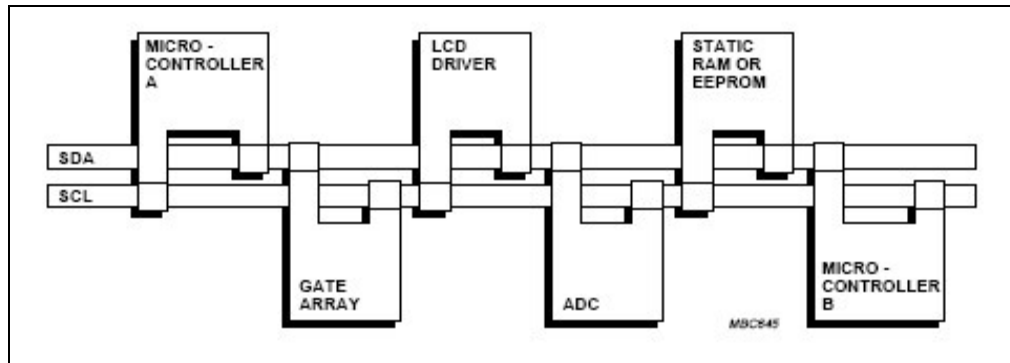 MICRO -
CONTROLLER
A
LCD
DRIVER
STATIC
RAM OR
EEPROM
SDA
SCL
GATE
ARRAY
ADC
MICRO -
CONTROLLER
B
MBC645